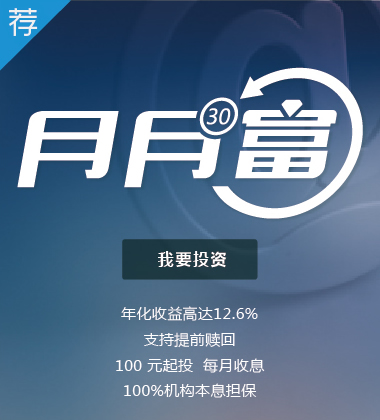 荐
月月富
30
我要投资
年化收益高达12.6%
支持提前赎回
100 元起投 每月收息
100%机构本息担保